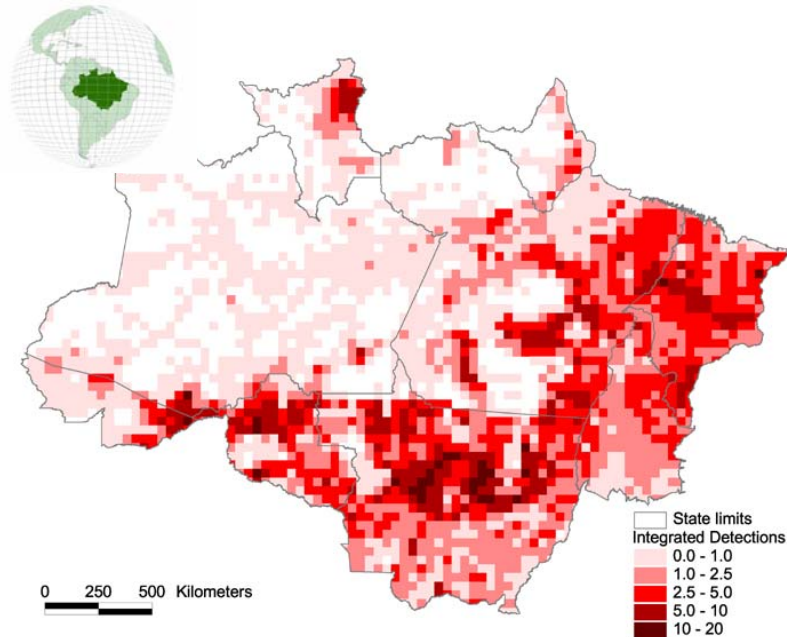 State limits
Integrated Detections
0.0 - 1.0
1.0 - 2.5
2.5 - 5.0
5.0 - 10
10 - 20
0 250 500 Kilometers